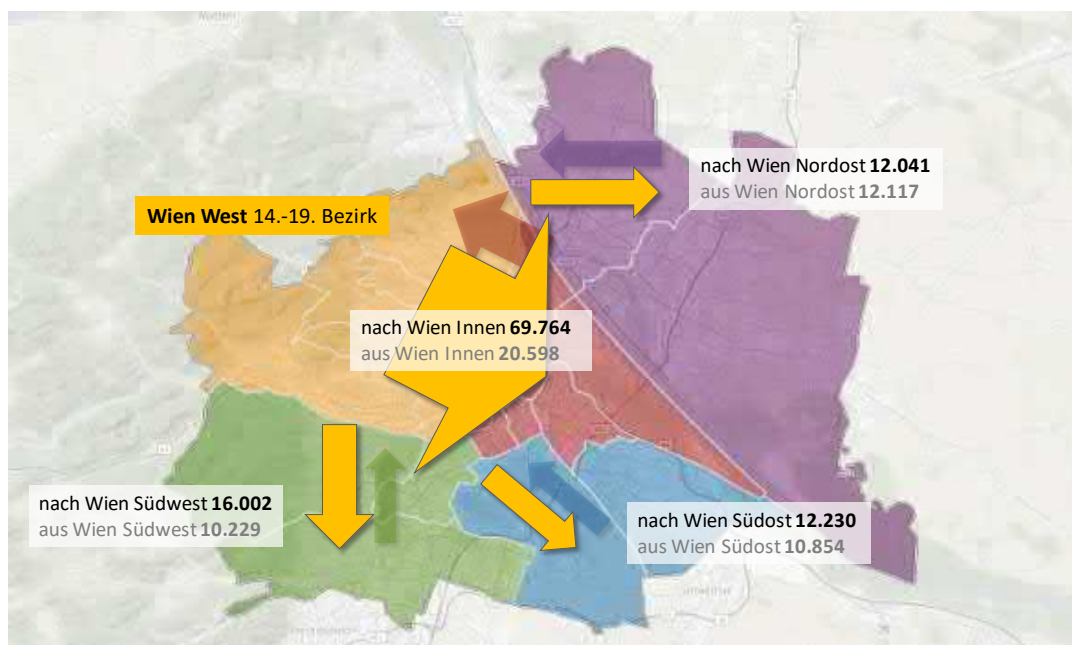 nach Wien Nordost 12.041
aus Wien Nordost 12.117
Wien West 14.-19. Bezirk
nach Wien Innen 69.764
aus Wien Innen 20.598
nach Wien Südwest 16.002
aus Wien Südwest 10.229
nach Wien Südost 12.230
aus Wien Südost 10.854